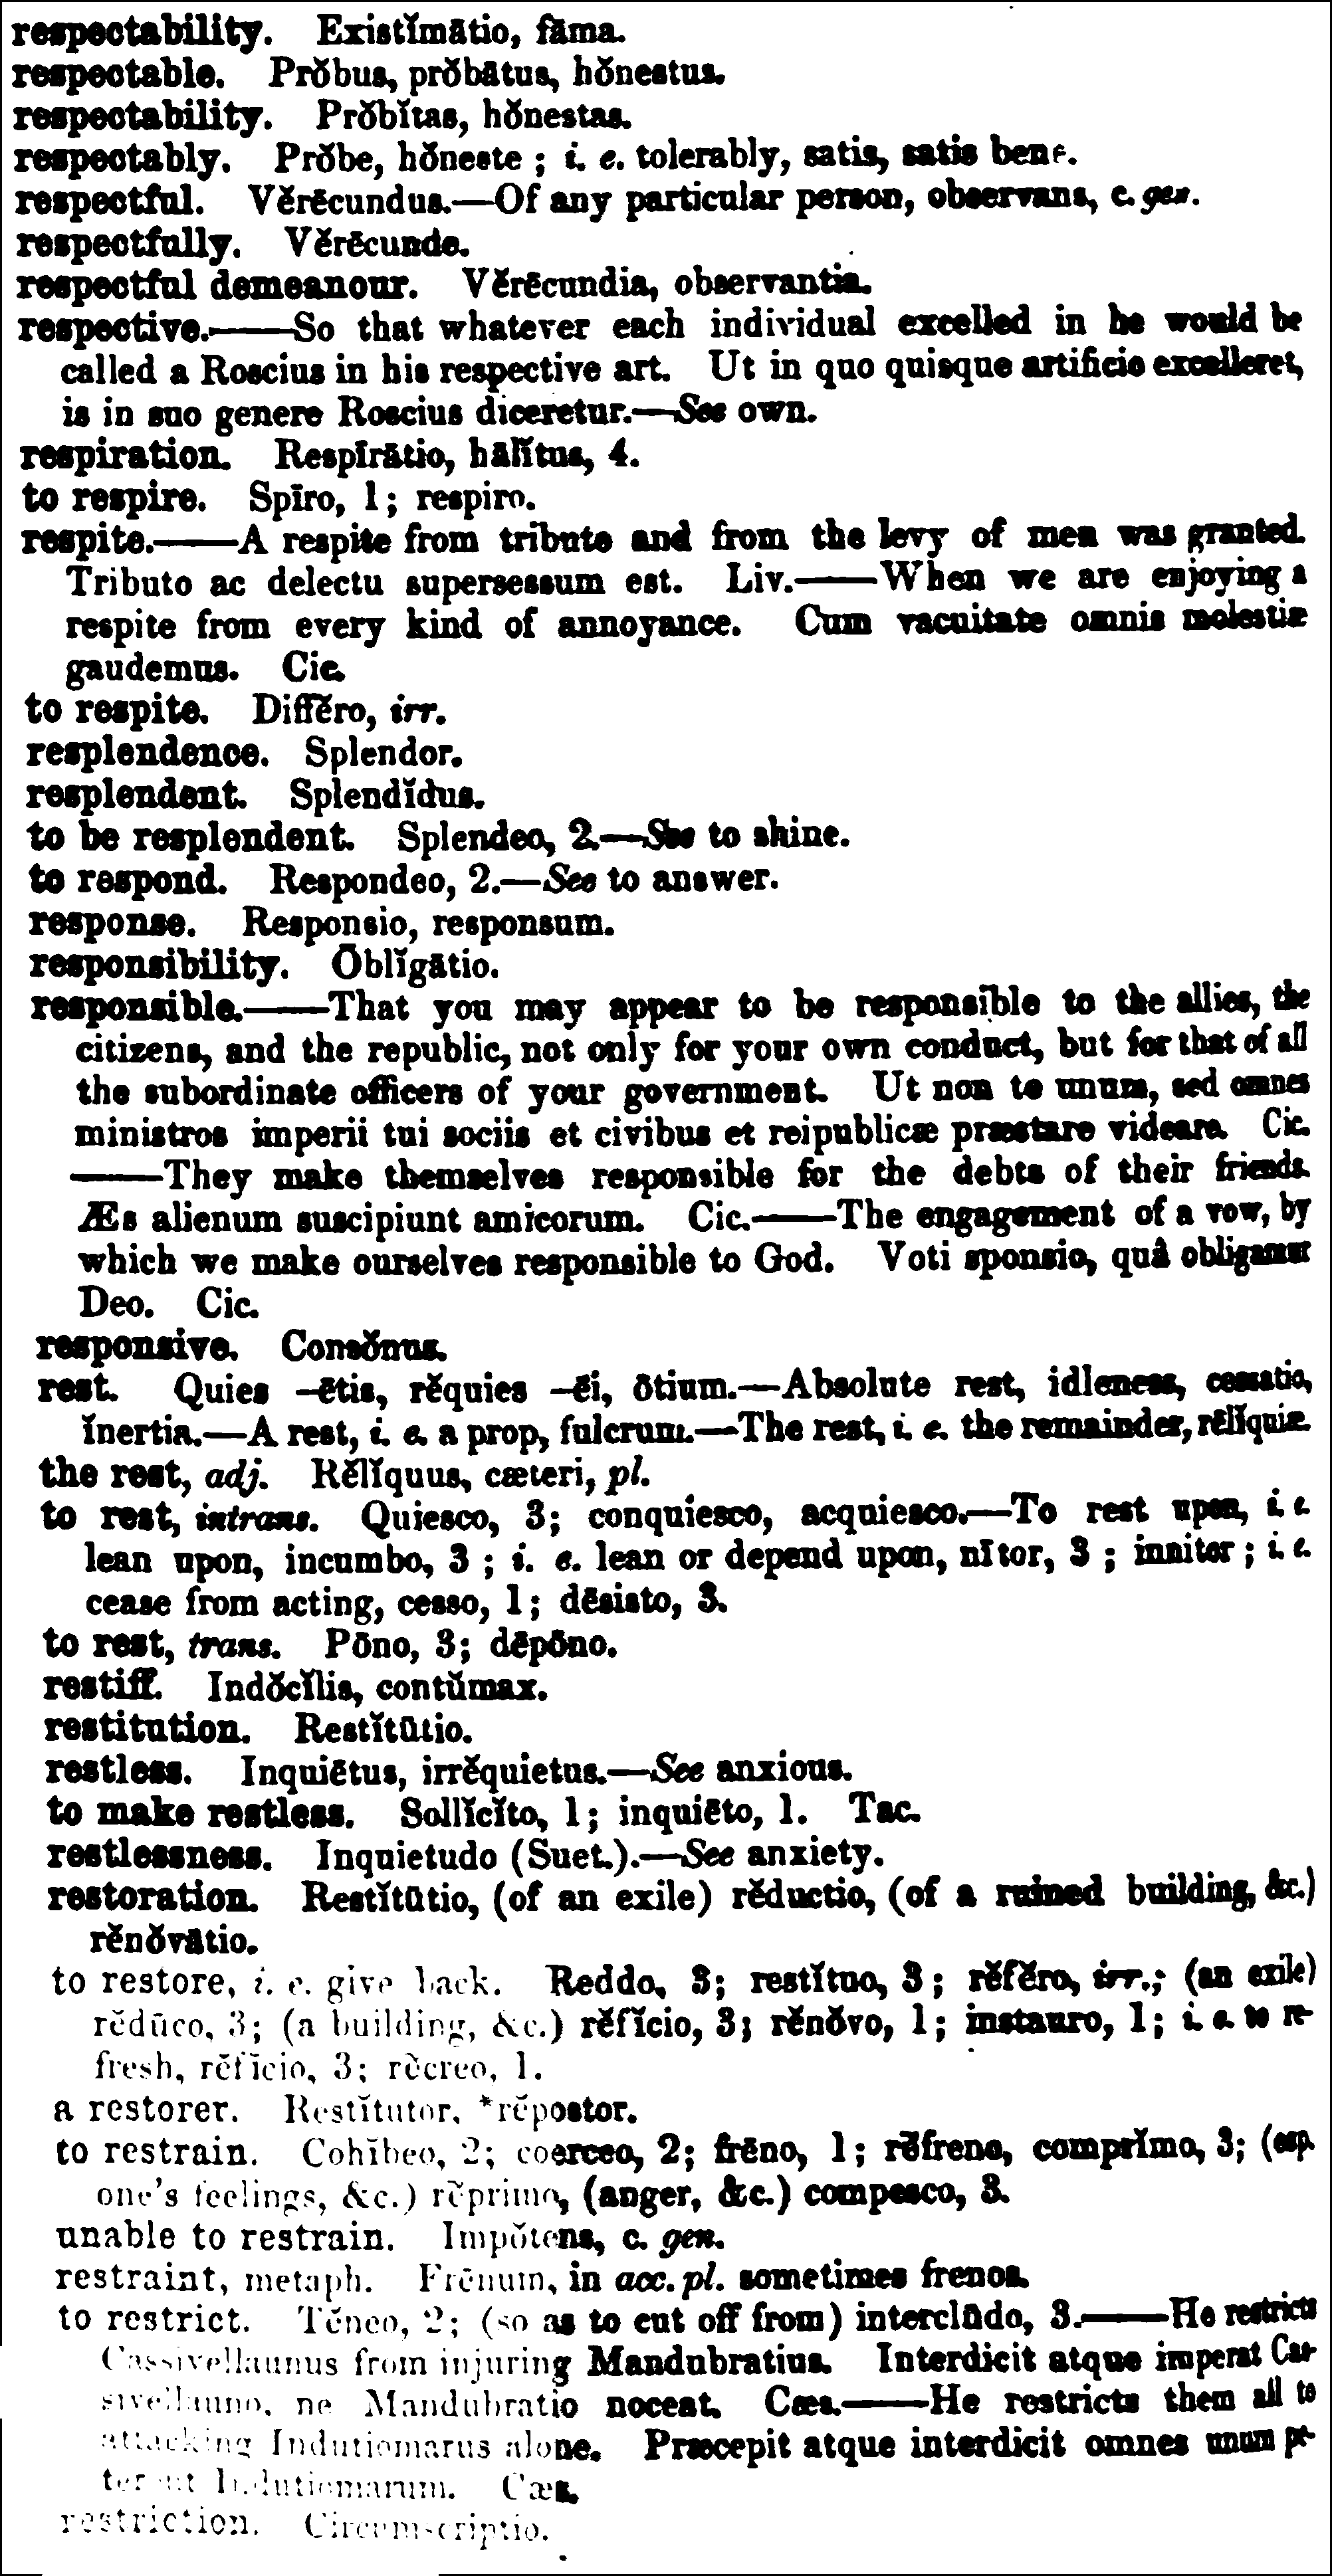 respectability. Existĭmātio, fāma.
respectable. Prŏbus, prŏbātus, hŏnestus.
respectability. Prŏbĭtas, hŏnestas.
respectably. Prŏbe, hŏneste ; i. e. tolerably, satis, satis bene.
respectful. Vĕrēcundus.—Of any particular person, observans, c. gen.
respectfully. Vĕrēcunde.
respectful demeanour. Vĕrēcundia, observantia.
respective.——So that whatever each individual excelled in he would be
called a Roscius in his respective art. Ut in quo quisque artificio excelleret,
is in suo genere Roscius diceretur.—See own.
respiration. Respīrātio, hālĭtus, 4.
to respire. Spīro, 1; respiro.
respite.——A respite from tribute and from the levy of men was granted.
Tributo ac delectu supersessum est. Liv.——When we are enjoying a
respite from every kind of annoyance. Cum vacuitate omnis molestiæ
gaudemus. Cic.
to respite. Diffĕro, irr.
resplendence. Splendor.
resplendent. Splendĭdus.
to be resplendent. Splendeo, 2.—See to shine.
to respond. Respondeo, 2.—See to answer.
response. Responsio, responsum.
responsibility. Ōblĭgātio.
responsible.——That you may appear to be responsible to the allies, the
citizens, and the republic, not only for your own conduct, but for that of all
the subordinate officers of your government. Ut non te unum, sed omnes
ministros imperii tui sociis et civibus et reipublicæ præstare videare. Cic.
——They make themselves responsible for the debts of their friends.
Æs alienum suscipiunt amicorum. Cic.——The engagement of a vow, by
which we make ourselves responsible to God. Voti sponsio, quâ obligamur
Deo. Cic.
responsive. Consŏnus.
rest. Quies –ētis, rĕquies –ēi, ōtium.—Absolute rest, idleness, cessatio,
ĭnertia.—A rest, i. e. a prop, fulcrum.—The rest, i. e. the remainder, rēlĭquiæ.
the rest, adj. Rĕlĭquus, cæteri, pl.
to rest, intrans. Quiesco, 3; conquiesco, acquiesco.—To rest upon, i. e.
lean upon, incumbo, 3 ; i. e. lean or depend upon, nītor, 3 ; innitor ; i. e.
cease from acting, cesso, 1; dēsisto, 3.
to rest, trans. Pōno, 3; dēpōno.
restiff. Indŏcĭlis, contŭmax.
restitution. Restĭtūtio.
restless. Inquiētus, irrĕquietus.—See anxious.
to make restless. Sollĭcĭto, 1; inquiēto, 1. Tac.
restlessness. Inquietudo (Suet.).—See anxiety.
restoration. Restĭtūtio, (of an exile) rĕductio, (of a ruined building, &c.)
rĕnŏvātio.
to restore, i. e. give back. Reddo, 3; restĭtuo, 3; rĕfĕro, irr.; (an exile)
rĕdūco, 3; (a building, &c.) rĕfĭcio, 3; rĕnŏvo, 1; instauro, 1; i. e. to re-
fresh, rĕfĭcio, 3; rĕcreo, 1.
a restorer. Restĭtutor, *rĕpostor.
to restrain. Cohĭbeo, 2; coerceo, 2; frēno, 1; rĕfreno, comprĭmo, 3; (esp.
one's feelings, &c.) rĕprimo, (anger, &c.) compesco, 3.
unable to restrain. Impŏtens, c. gen.
restraint, metaph. Frēnum, in acc. pl. sometimes frenos.
to restrict. Tĕneo, 2; (so as to cut off from) interclūdo, 3.——He restricts
Cassivellaunus from injuring Mandubratius. Interdicit atque imperat Cas-
sivellauno, ne Mandubratio noceat. Cæs.——He restricts them all to
attacking Indutiomarus alone. Præcepit atque interdicit omnes unum pe-
terent Indutiomarum. Cæs.
restriction. Circumscriptio.